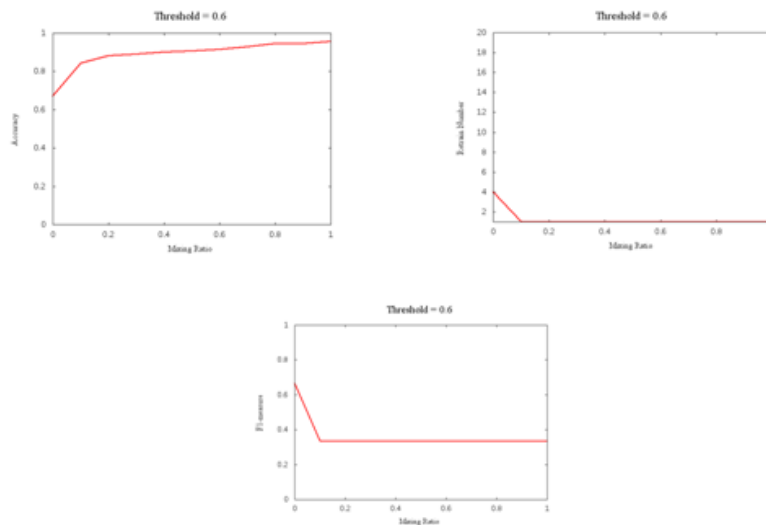 Threshold = 0.6
1
0.8
0.6
0.4
0.2
0
Accuracy
0 0.2 0.4 0.6 0.8 1
Mixing Ratio
Threshold = 0.6
20
18
16
14
12
10
8
6
4
2
Retrain Number
0 0.2 0.4 0.6 0.8
Mixing Ratio
Threshold = 0.6
1
0.8
0.6
0.4
0.2
0
F1-measure
0 0.2 0.4 0.6 0.8 1
Mixing Ratio